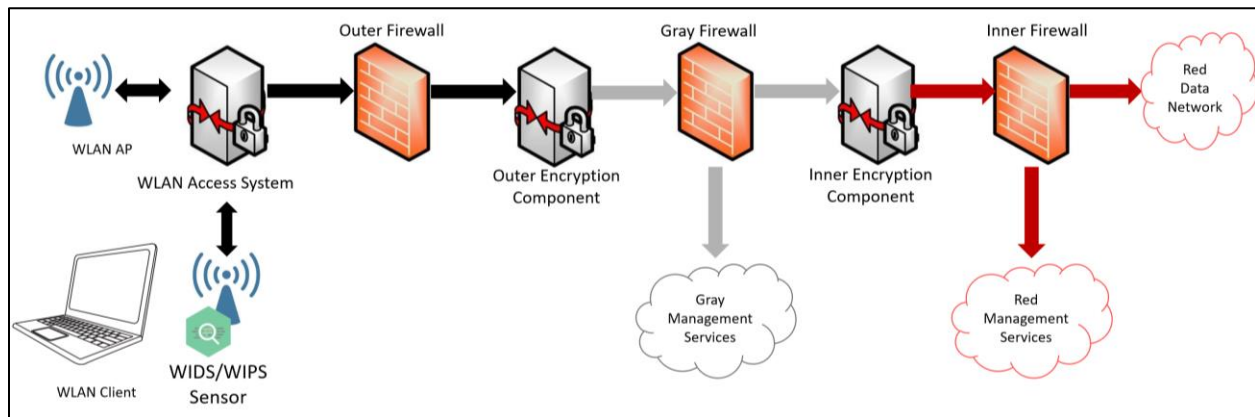 Outer Firewall
Gray Firewall
Inner Firewall
Red
Data
Network
WLAN AP
WLAN Access System
Outer Encryption
Component
Inner Encryption
Component
Gray
Management
Services
Red
Management
Services
WLAN Client
WIDS/WIPS
Sensor